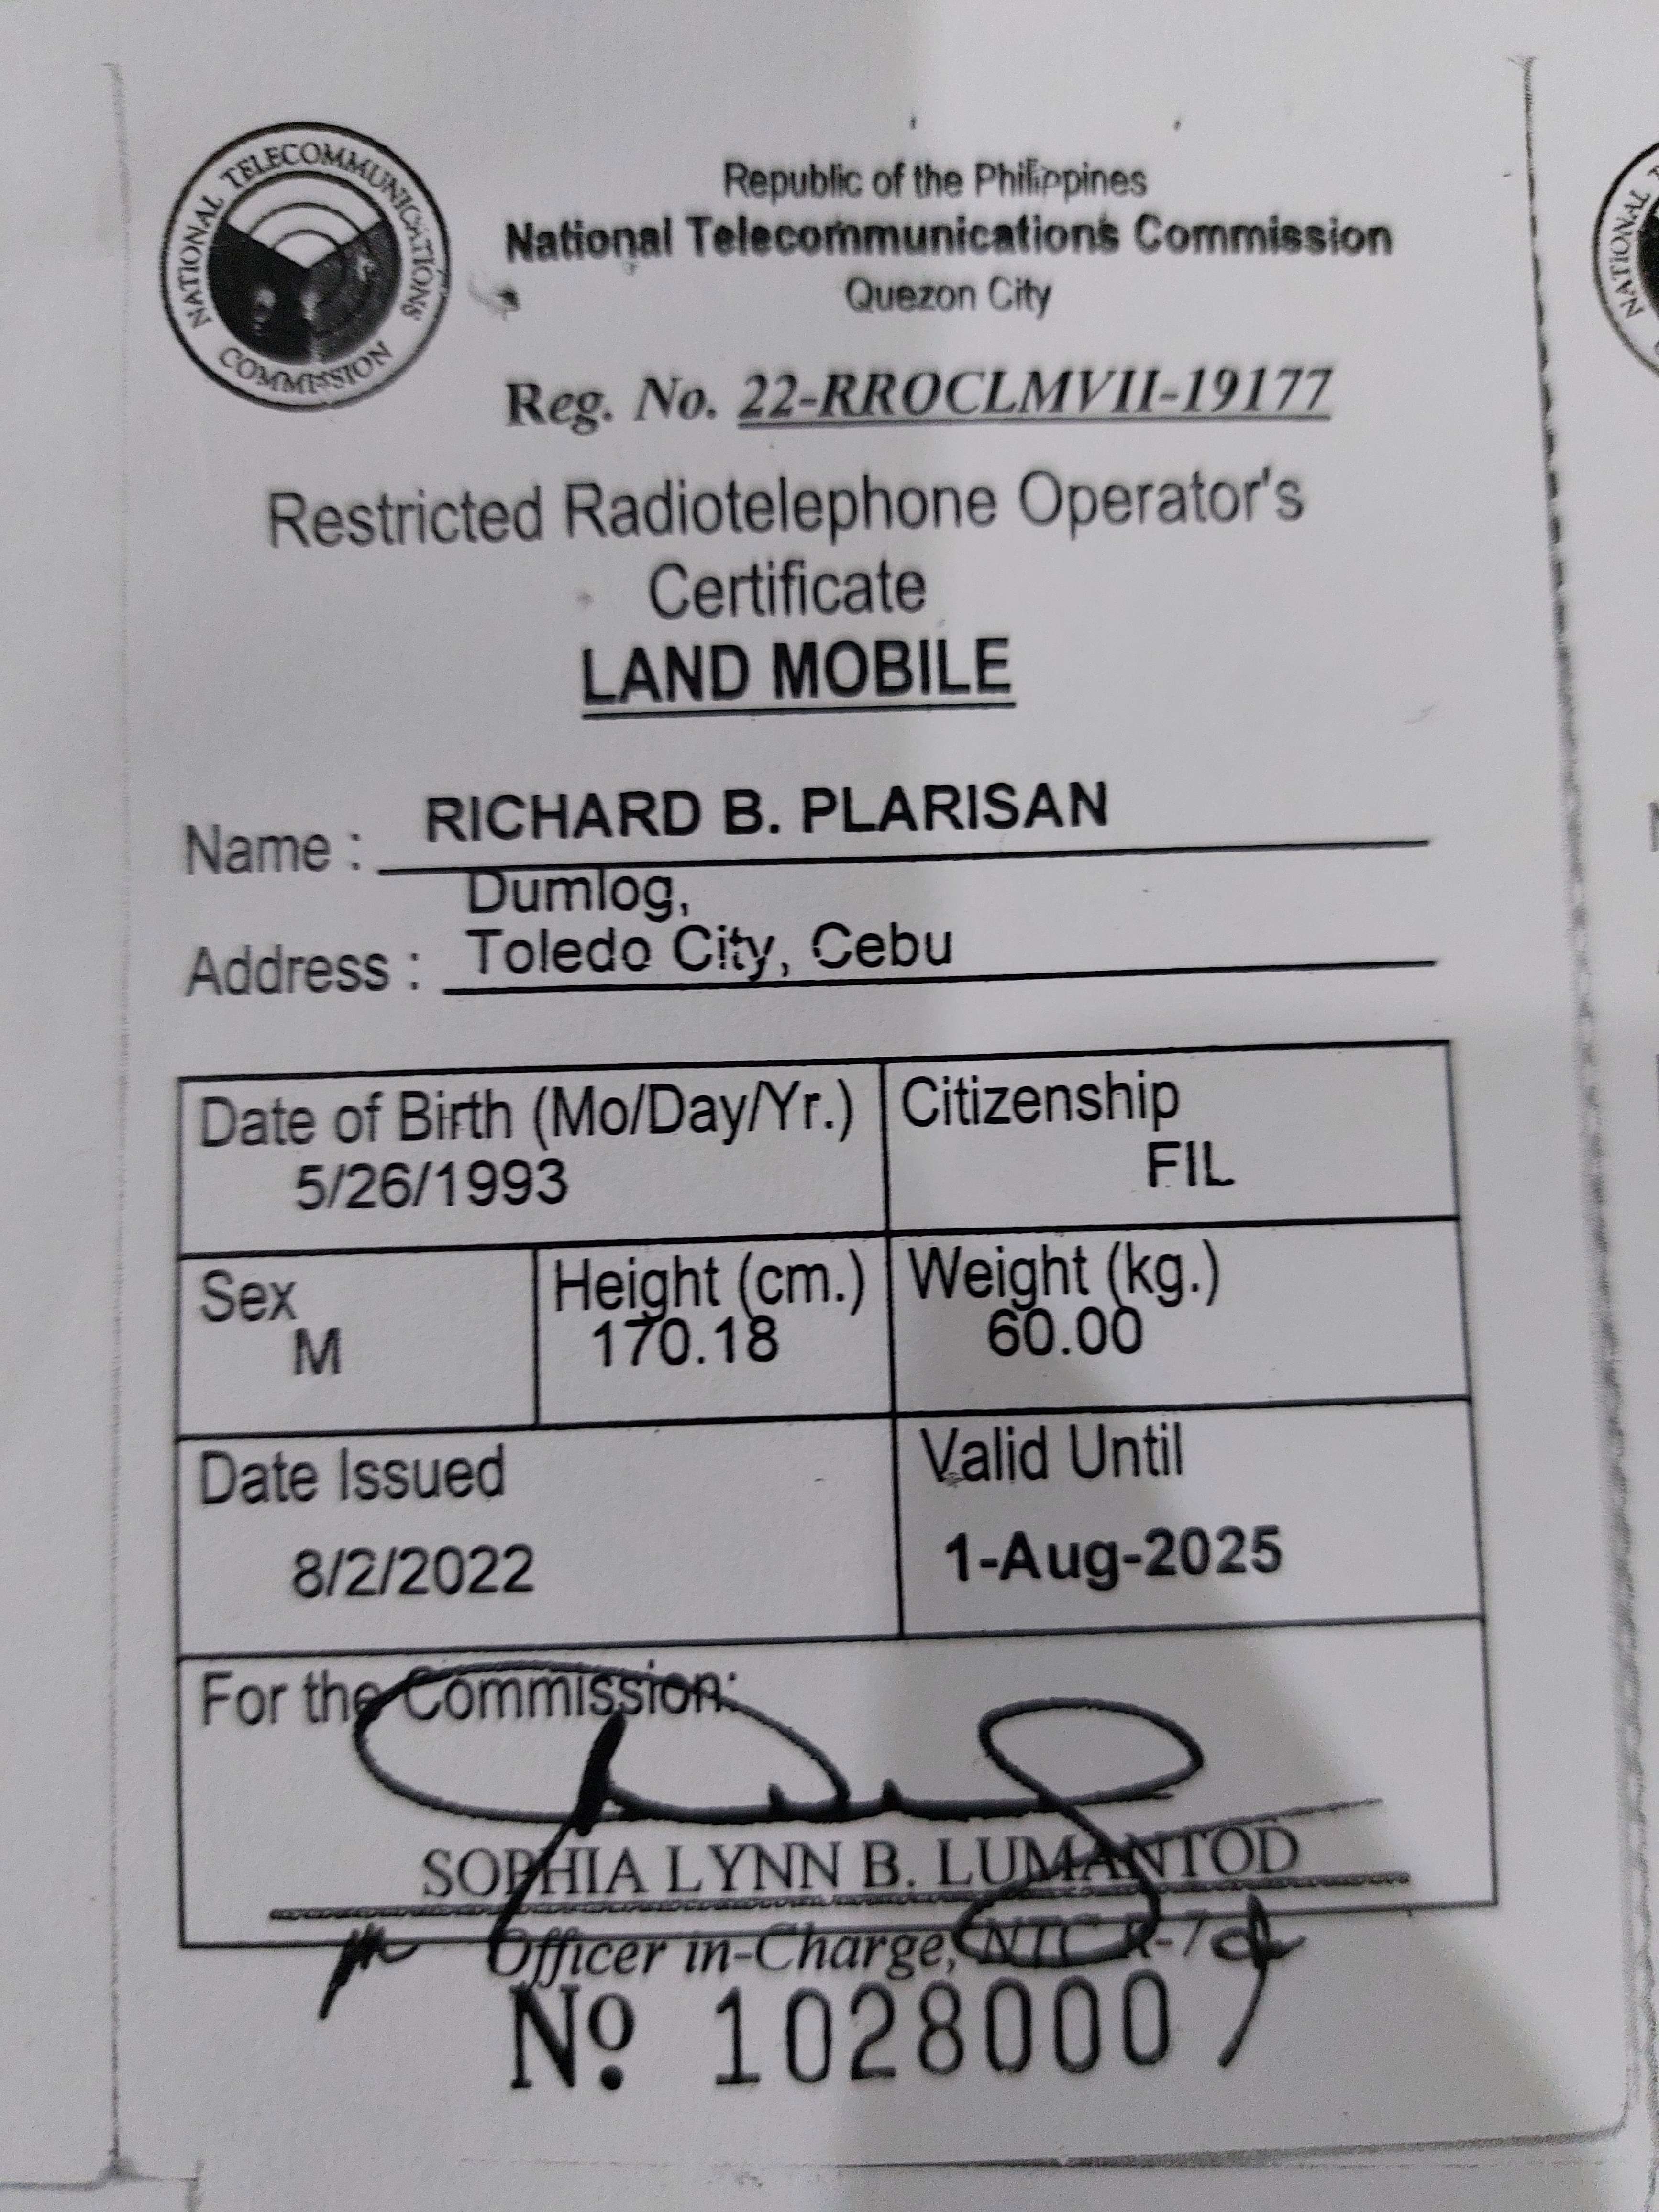 NATIONAL TELECOMMUNICATIONS COMMISSION
Republic of the Philippines
National Telecommunications Commission
Quezon City
Reg. No. 22-RROCLMVII-19177
Restricted Radiotelephone Operator's
Certificate
LAND MOBILE
Name : RICHARD B. PLARISAN
Dumlog,
Address : Toledo City, Cebu
Date of Birth (Mo/Day/Yr.) Citizenship
5/26/1993 FIL
Sex Height (cm.) Weight (kg.)
M 170.18 60.00
Date Issued Valid Until
8/2/2022 1-Aug-2025
For the Commission:
SOPHIA LYNN B. LUMANTOD
Officer in-Charge, NTC R-7
№ 1028000
NATIONAL